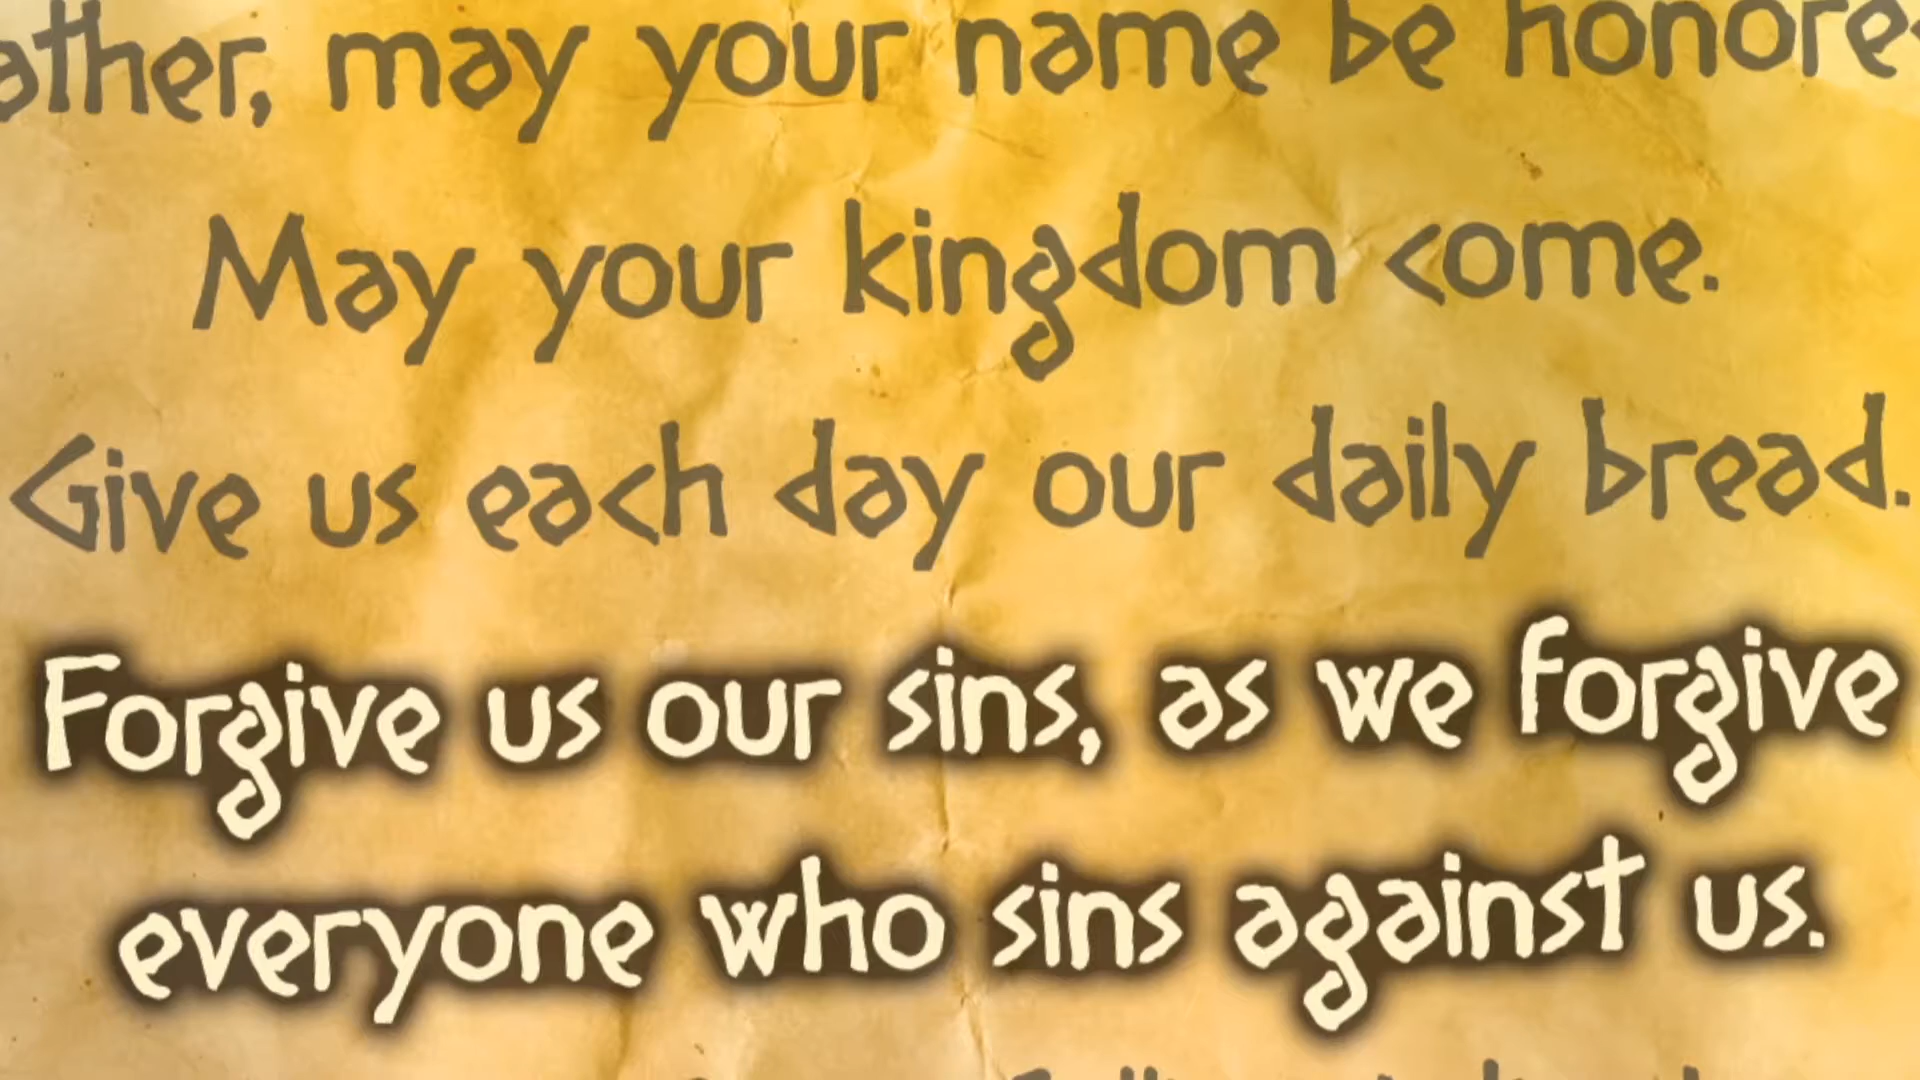 ather, may your name be honore
May your kingdom come.
Give us each day our daily bread.
Forgive us our sins, as we forgive
everyone who sins against us.